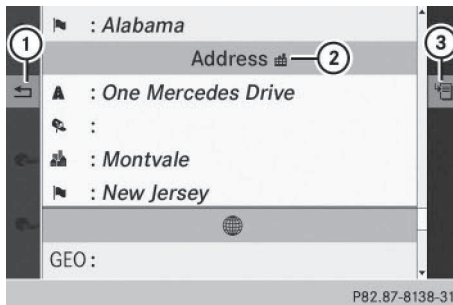 : Alabama
1
Address
2
3
A : One Mercedes Drive
:
: Montvale
: New Jersey
GEO:
P82.87-8138-31